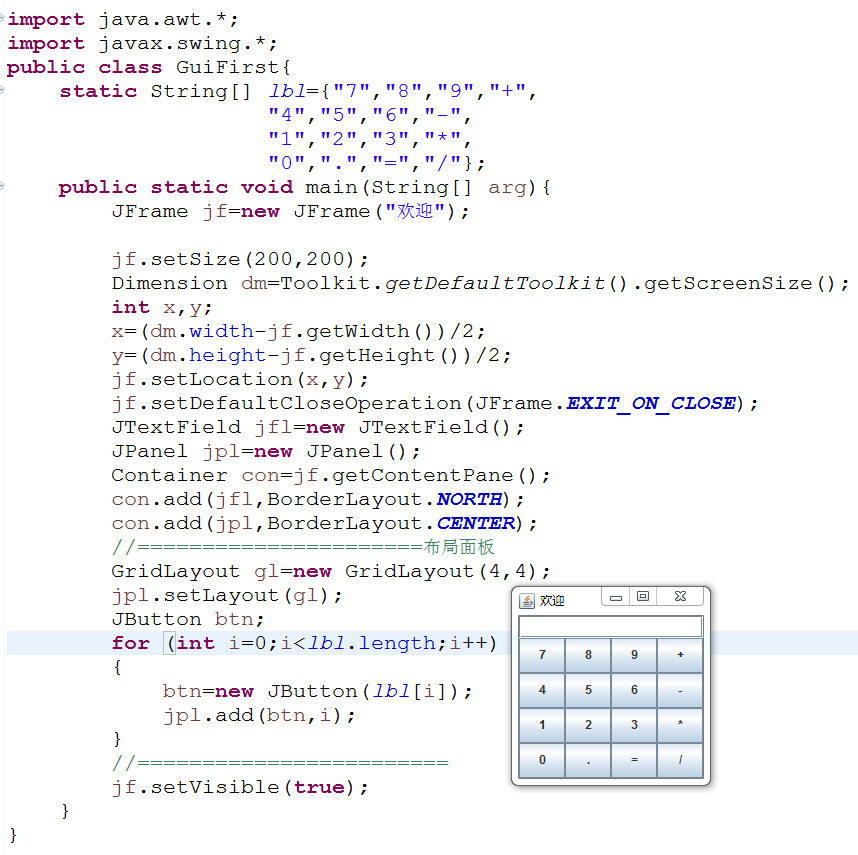 import java.awt.*;
import javax.swing.*;
public class GuiFirst{
    static String[] lbl={"7","8","9","+",
                    "4","5","6","-",
                    "1","2","3","*",
                    "0",".","=","/"};
    public static void main(String[] arg){
        JFrame jf=new JFrame("欢迎");
        jf.setSize(200,200);
        Dimension dm=Toolkit.getDefaultToolkit().getScreenSize();
        int x,y;
        x=(dm.width-jf.getWidth())/2;
        y=(dm.height-jf.getHeight())/2;
        jf.setLocation(x,y);
        jf.setDefaultCloseOperation(JFrame.EXIT_ON_CLOSE);
        JTextField jfl=new JTextField();
        JPanel jpl=new JPanel();
        Container con=jf.getContentPane();
        con.add(jfl,BorderLayout.NORTH);
        con.add(jpl,BorderLayout.CENTER);
        //======================布局面板
        GridLayout gl=new GridLayout(4,4);
        jpl.setLayout(gl);
        JButton btn;
        for (int i=0;i<lbl.length;i++)
        {
            btn=new JButton(lbl[i]);
            jpl.add(btn,i);
        }
        //========================
        jf.setVisible(true);
    }
}
欢迎
7 8 9 +
4 5 6 -
1 2 3 *
0 . = /